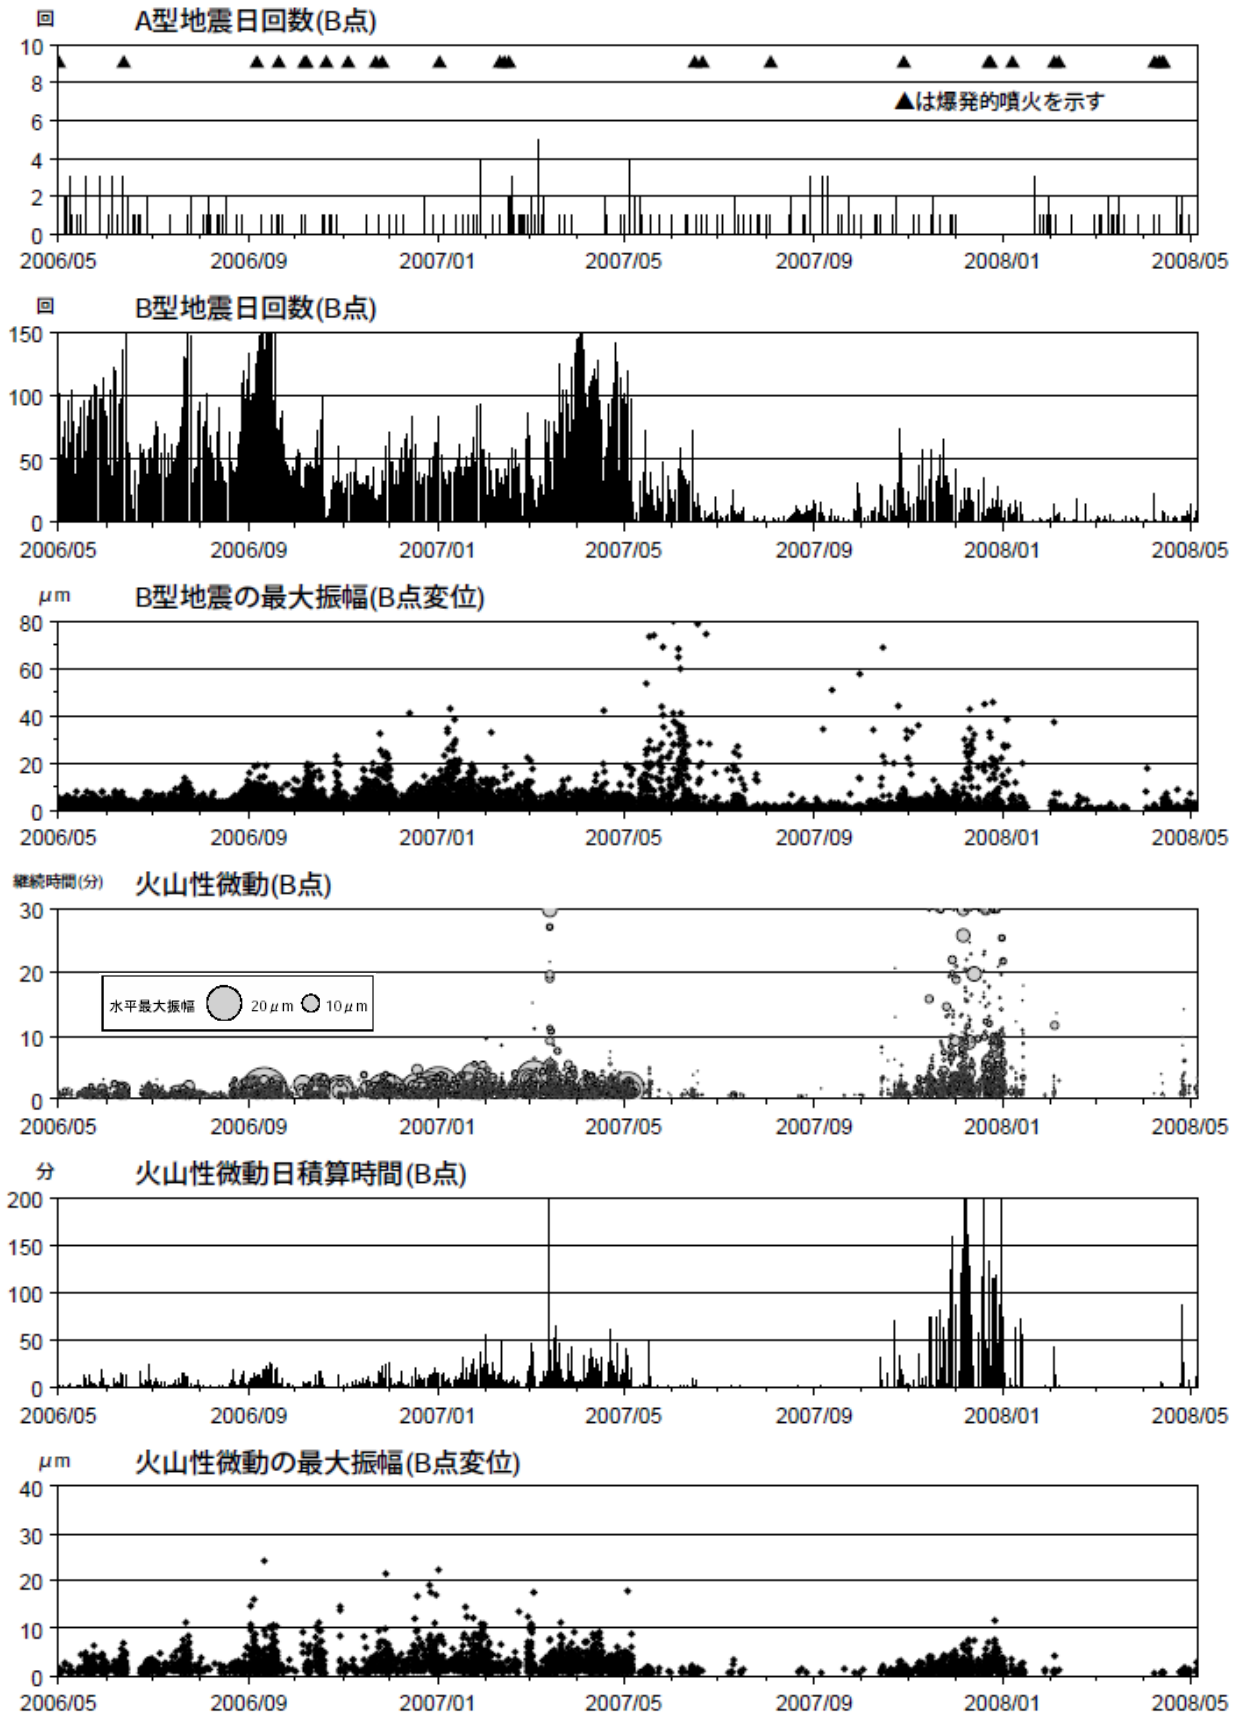 回 A型地震日回数(B点)
10
8
▲は爆発的噴火を示す
6
4
2
0
2006/05 2006/09 2007/01 2007/05 2007/09 2008/01 2008/05
回 B型地震日回数(B点)
150
100
50
0
2006/05 2006/09 2007/01 2007/05 2007/09 2008/01 2008/05
μm B型地震の最大振幅(B点変位)
80
60
40
20
0
2006/05 2006/09 2007/01 2007/05 2007/09 2008/01 2008/05
継続時間(分) 火山性微動(B点)
30
20
水平最大振幅 20μm 10μm
10
0
2006/05 2006/09 2007/01 2007/05 2007/09 2008/01 2008/05
分 火山性微動日積算時間(B点)
200
150
100
50
0
2006/05 2006/09 2007/01 2007/05 2007/09 2008/01 2008/05
μm 火山性微動の最大振幅(B点変位)
40
30
20
10
0
2006/05 2006/09 2007/01 2007/05 2007/09 2008/01 2008/05